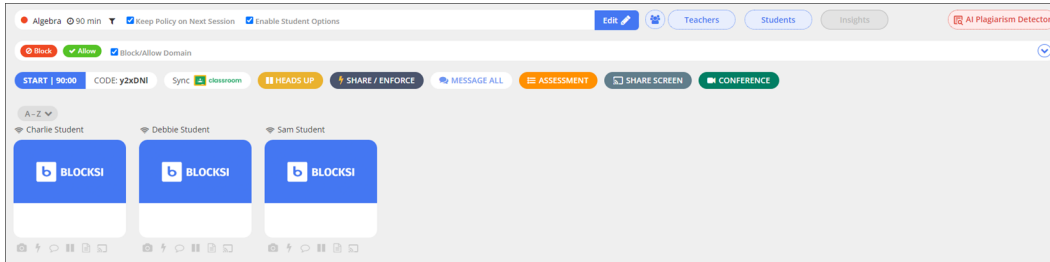 Algebra 90 min Keep Policy on Next Session Enable Student Options Edit Teachers Students Insights AI Plagiarism Detector
Block Allow Block/Allow Domain
START | 90:00 CODE: y2xDNl Sync classroom HEADS UP SHARE / ENFORCE MESSAGE ALL ASSESSMENT SHARE SCREEN CONFERENCE
A - Z
Charlie Student Debbie Student Sam Student
b BLOCKSI b BLOCKSI b BLOCKSI